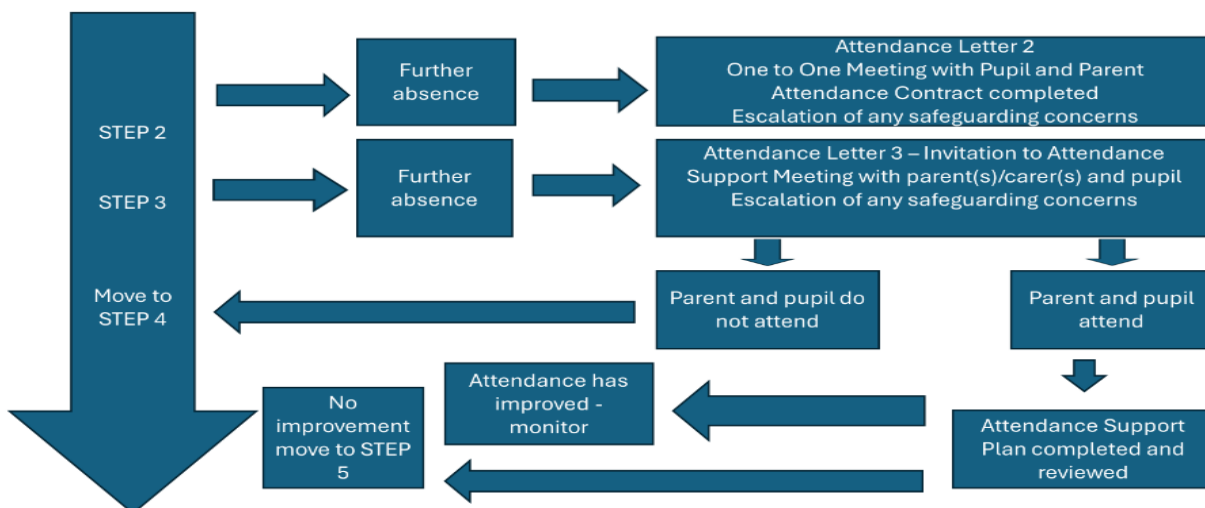 STEP 2
Further
absence
Attendance Letter 2
One to One Meeting with Pupil and Parent
Attendance Contract completed
Escalation of any safeguarding concerns
STEP 3
Further
absence
Attendance Letter 3 – Invitation to Attendance
Support Meeting with parent(s)/carer(s) and pupil
Escalation of any safeguarding concerns
Move to
STEP 4
Parent and pupil do
not attend
Parent and pupil
attend
Attendance has
improved -
monitor
No
improvement
move to STEP
5
Attendance Support
Plan completed and
reviewed